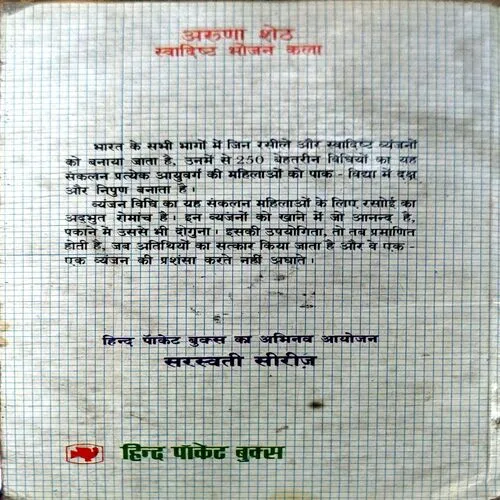 अरूणा शेठ
स्वादिष्ट भोजन कला
भारत के सभी भागों में जिन रसीले और स्वादिष्ट व्यंजनों
को बनाया जाता है, उनमें से 250 बेहतरीन विधियों का यह
संकलन प्रत्येक आयुवर्ग की महिलाओं को पाक - विद्या में दक्ष
और निपुण बनाता है।
व्यंजन विधि का यह संकलन महिलाओं के लिए रसोई का
अद्‌भुत रोमांच है। इन व्यंजनों को खाने में जो आनन्द है,
पकाने में उससे भी दोगुना। इसकी उपयोगिता, तो तब प्रमाणित
होती है, जब अतिथियों का सत्कार किया जाता है और वे एक -
एक व्यंजन की प्रशंसा करते नहीं अघाते।
हिन्द पॉकेट बुक्स का अभिनव आयोजन
सरस्वती सीरीज़
हिन्द पॉकेट बुक्स